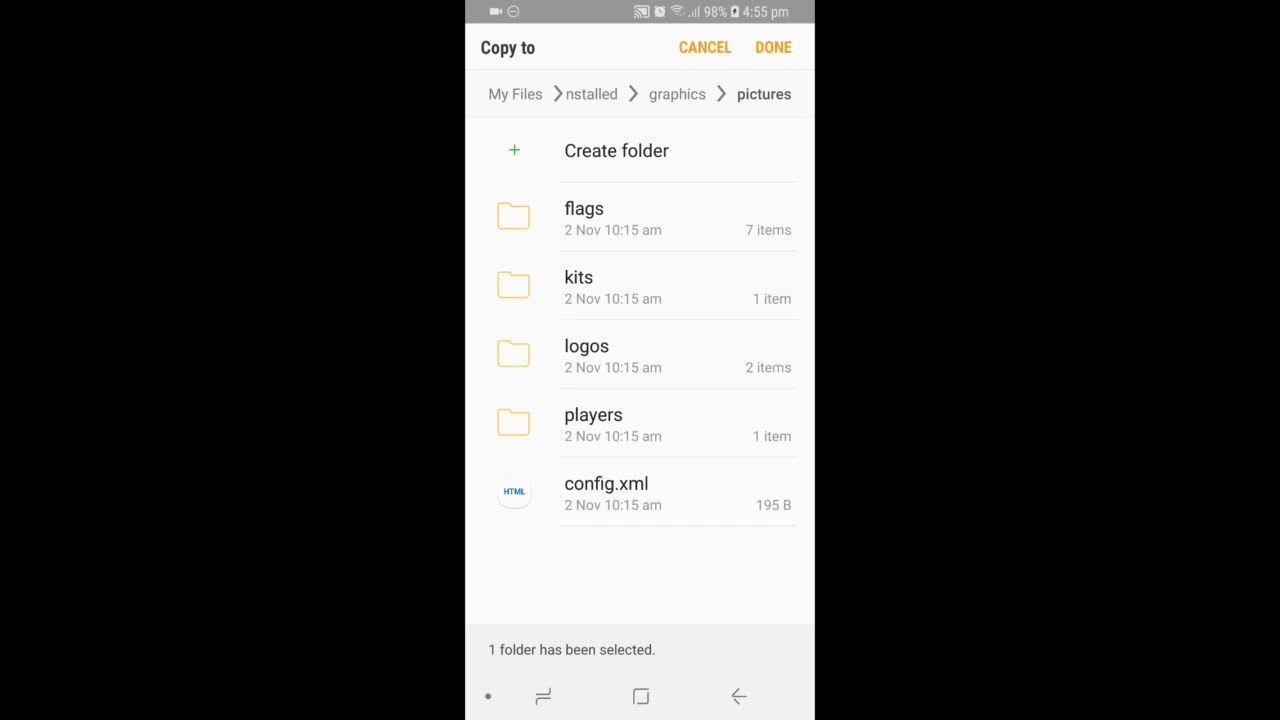 98% 4:55 pm
Copy to CANCEL DONE
My Files nstalled graphics pictures
+ Create folder
flags
2 Nov 10:15 am 7 items
kits
2 Nov 10:15 am 1 item
logos
2 Nov 10:15 am 2 items
players
2 Nov 10:15 am 1 item
HTML config.xml
2 Nov 10:15 am 195 B
1 folder has been selected.